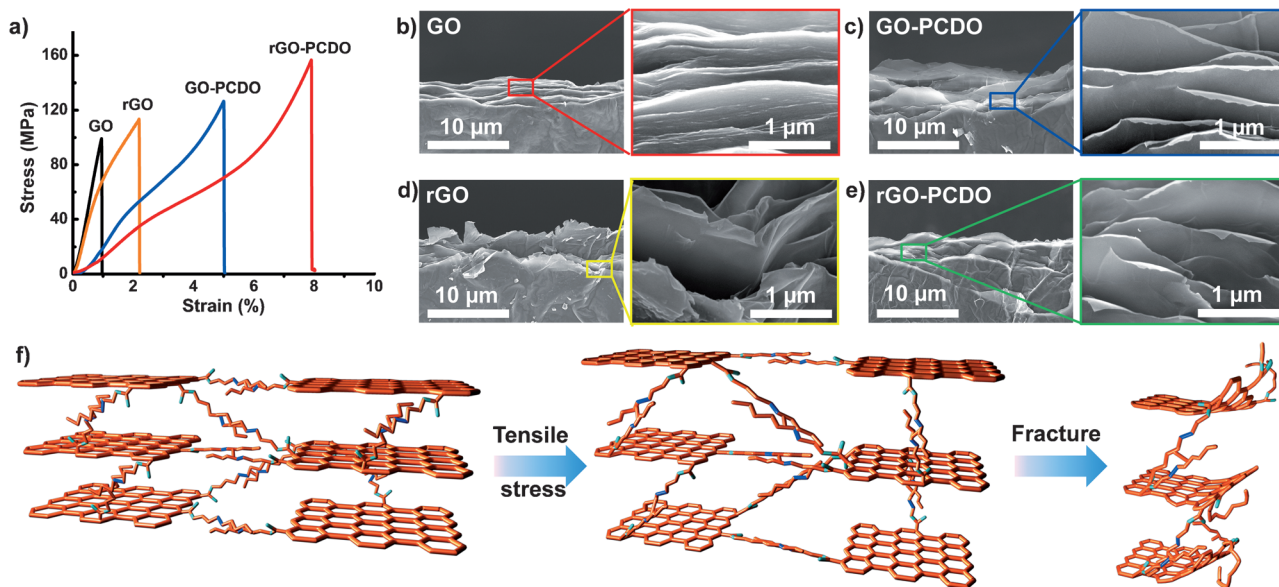 a)
160
120
80
40
0
0
2
4
6
8
10
Stress (MPa)
Strain (%)
GO
rGO
GO-PCDO
rGO-PCDO
b)
GO
10 µm
1 µm
c)
GO-PCDO
10 µm
1 µm
d)
rGO
10 µm
1 µm
e)
rGO-PCDO
10 µm
1 µm
f)
Tensile
stress
Fracture